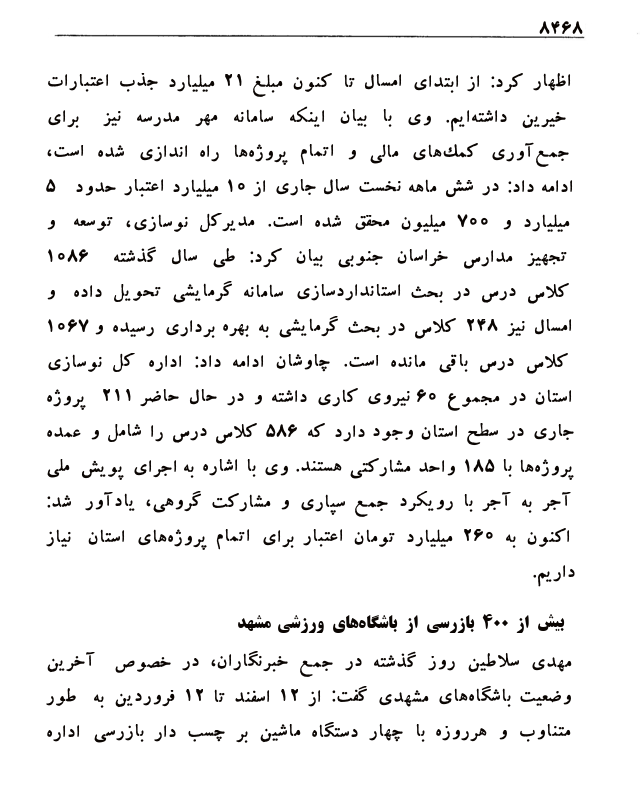 ۸۴۶۸
اظهار کرد: از ابتدای امسال تا کنون مبلغ ۲۱ میلیارد جذب اعتبارات
خیرین داشته‌ایم. وی با بیان اینکه سامانه مهر مدرسه نیز برای
جمع‌آوری کمك‌های مالی و اتمام پروژه‌ها راه اندازی شده است،
ادامه داد: در شش ماهه نخست سال جاری از ۱۰ میلیارد اعتبار حدود ۵
میلیارد و ۷۰۰ میلیون محقق شده است. مدیرکل نوسازی، توسعه و
تجهیز مدارس خراسان جنوبی بیان کرد: طی سال گذشته ۱۰۸۶
کلاس درس در بحث استانداردسازی سامانه گرمایشی تحویل داده و
امسال نیز ۲۴۸ کلاس در بحث گرمایشی به بهره برداری رسیده و ۱۰۶۷
کلاس درس باقی مانده است. چاوشان ادامه داد: اداره کل نوسازی
استان در مجموع ۶۰ نیروی کاری داشته و در حال حاضر ۲۱۱ پروژه
جاری در سطح استان وجود دارد که ۵۸۶ کلاس درس را شامل و عمده
پروژه‌ها با ۱۸۵ واحد مشارکتی هستند. وی با اشاره به اجرای پویش ملی
آجر به آجر با رویکرد جمع سپاری و مشارکت گروهی، یادآور شد:
اکنون به ۲۶۰ میلیارد تومان اعتبار برای اتمام پروژه‌های استان نیاز
داریم.
بیش از ۴۰۰ بازرسی از باشگاه‌های ورزشی مشهد
مهدی سلاطین روز گذشته در جمع خبرنگاران، در خصوص آخرین
وضعیت باشگاه‌های مشهدی گفت: از ۱۲ اسفند تا ۱۲ فروردین به طور
متناوب و هرروزه با چهار دستگاه ماشین بر چسب دار بازرسی اداره